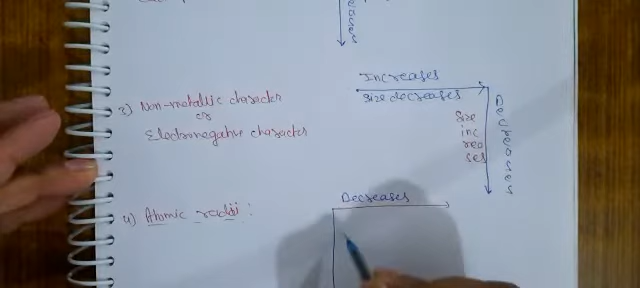 eases
Increases
Size decreases
3) Non-metallic character
or
Electronegative character
Size
inc
rea
ses
Decreases
4) Atomic radii :
Decreases